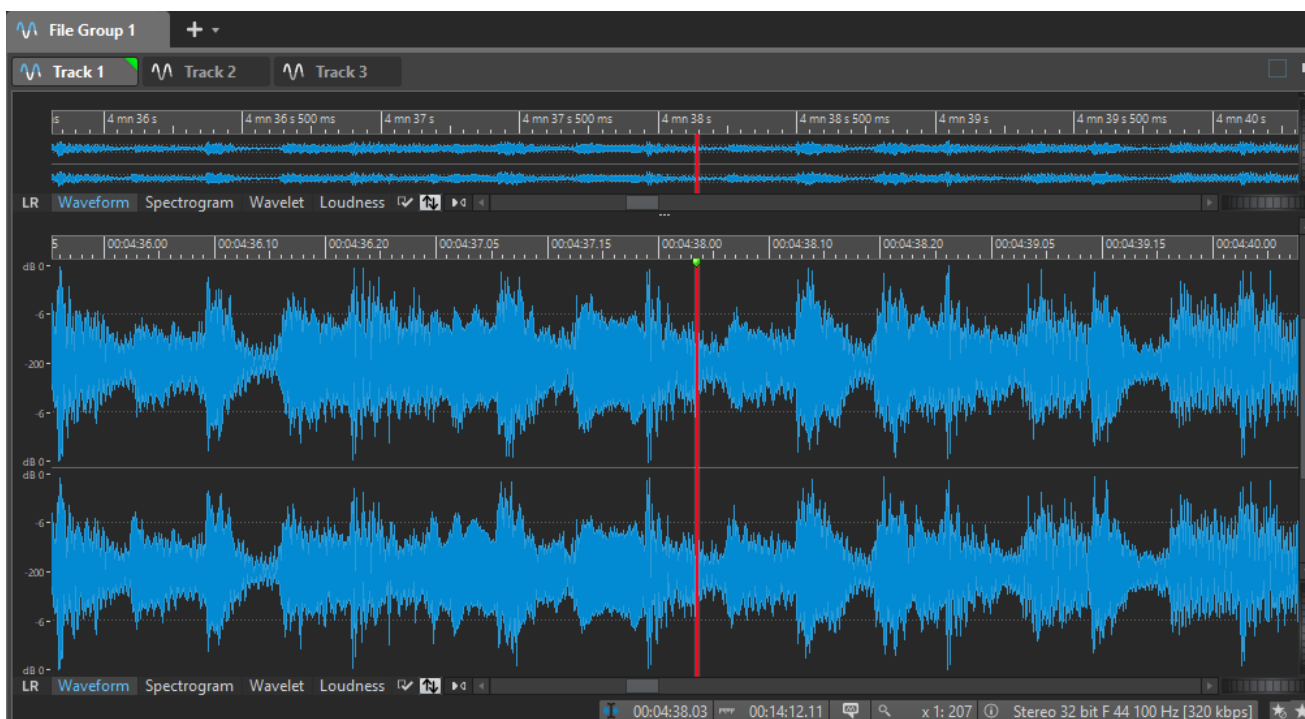 File Group 1
Track 1 Track 2 Track 3
s 4 mn 36 s 4 mn 36 s 500 ms 4 mn 37 s 4 mn 37 s 500 ms 4 mn 38 s 4 mn 38 s 500 ms 4 mn 39 s 4 mn 39 s 500 ms 4 mn 40 s
LR Waveform Spectrogram Wavelet Loudness
5 00:04:36.00 00:04:36.10 00:04:36.20 00:04:37.05 00:04:37.15 00:04:38.00 00:04:38.10 00:04:38.20 00:04:39.05 00:04:39.15 00:04:40.00
dB 0
-6
-200
-6
dB 0
dB 0
-6
-200
-6
dB 0
LR Waveform Spectrogram Wavelet Loudness
00:04:38.03 00:14:12.11 x 1: 207 Stereo 32 bit F 44 100 Hz [320 kbps]